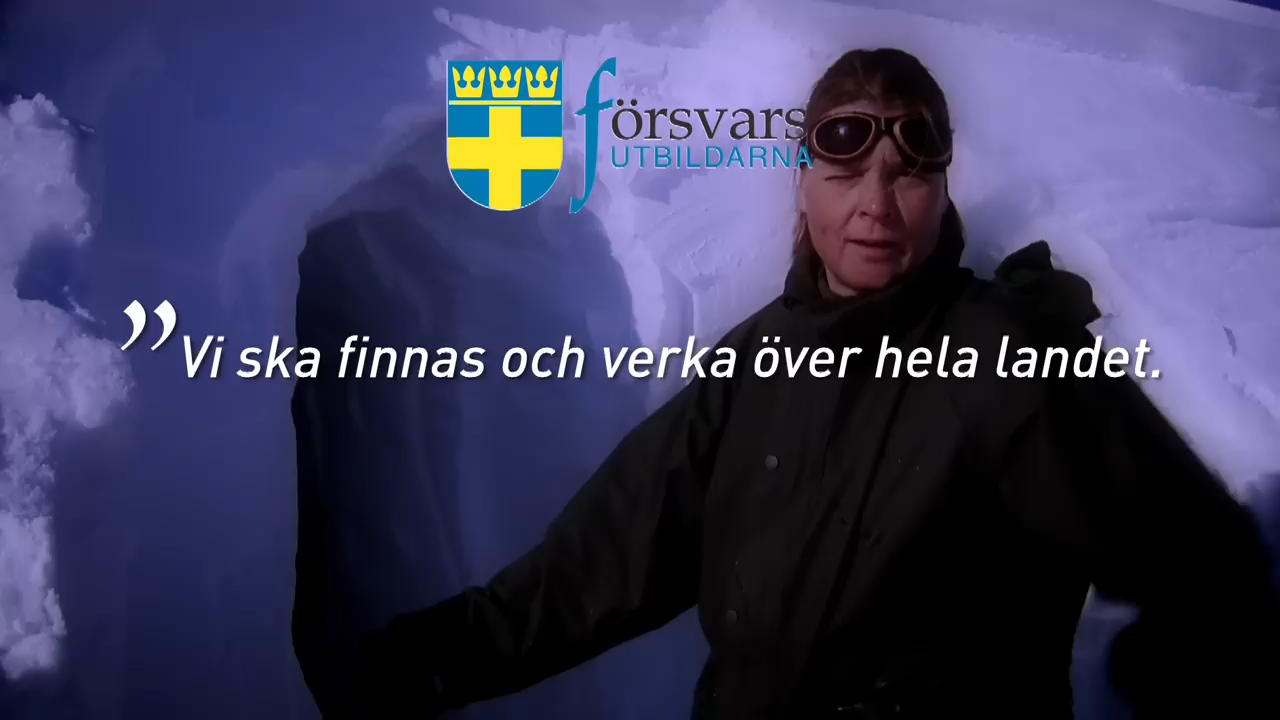 försvars
UTBILDARNA
”Vi ska finnas och verka över hela landet.